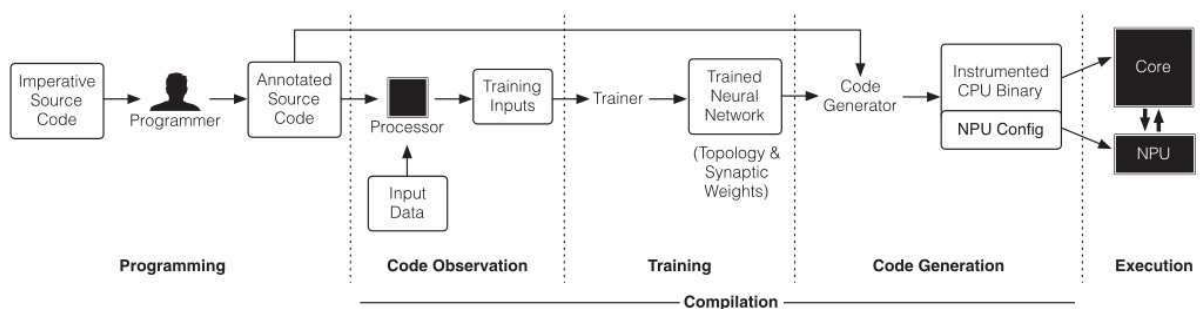 Imperative
Source
Code
Programmer
Annotated
Source
Code
Processor
Input
Data
Training
Inputs
Trainer
Trained
Neural
Network
(Topology &
Synaptic
Weights)
Code
Generator
Instrumented
CPU Binary
NPU Config
Core
NPU
Programming
Code Observation
Training
Code Generation
Execution
Compilation